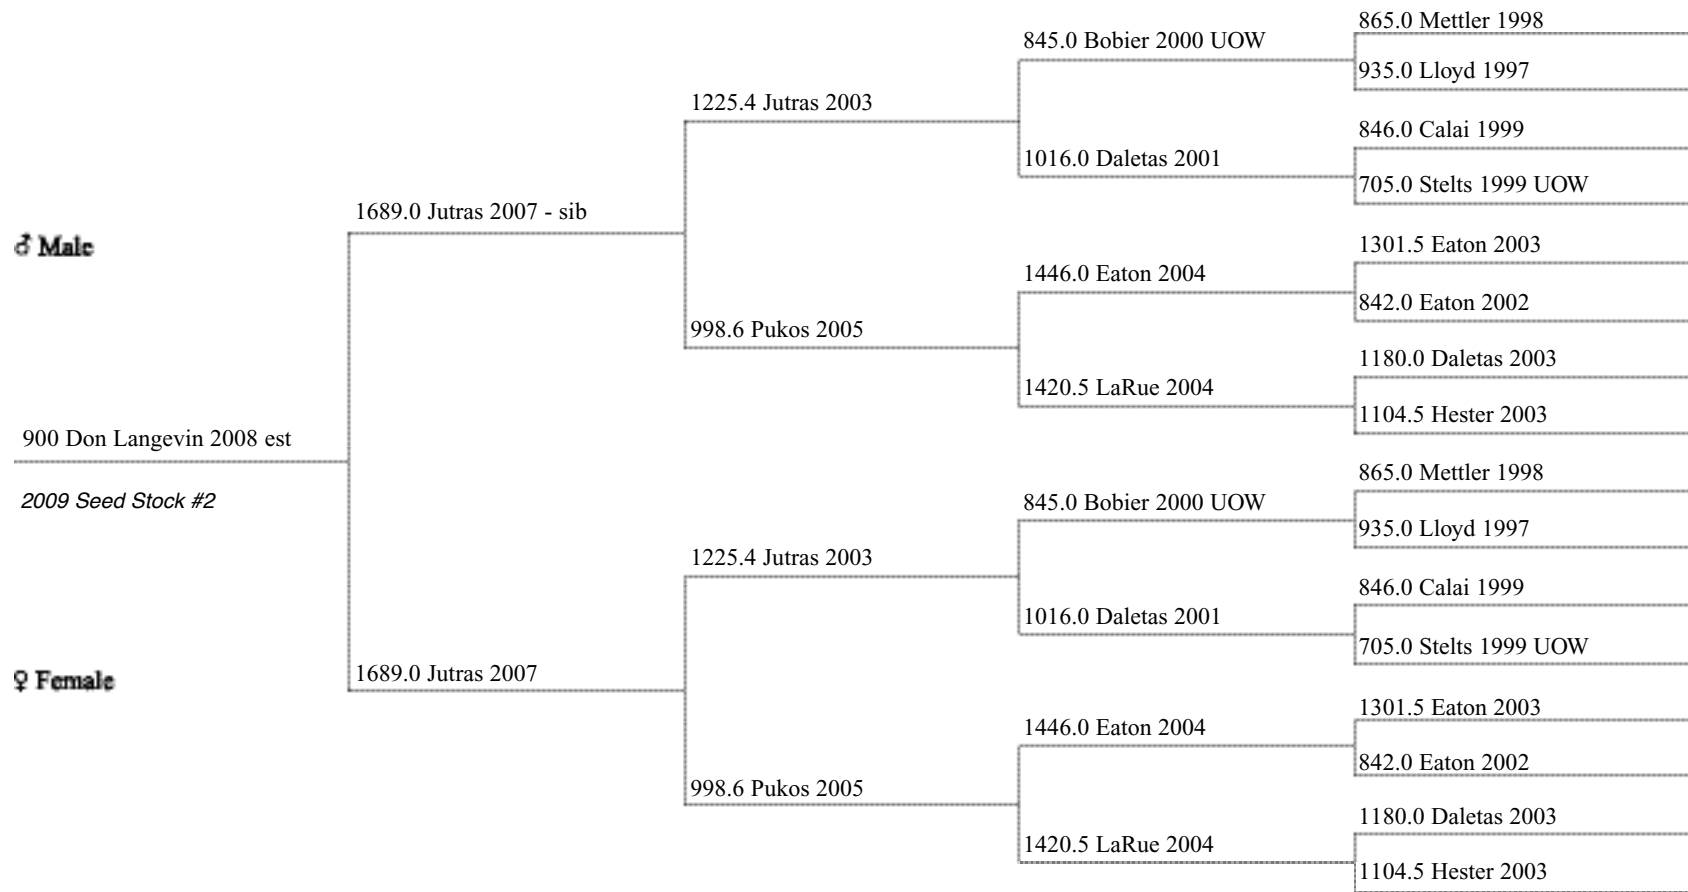 865.0 Mettler 1998
845.0 Bobier 2000 UOW
935.0 Lloyd 1997
1225.4 Jutras 2003
846.0 Calai 1999
1016.0 Daletas 2001
705.0 Stelts 1999 UOW
1689.0 Jutras 2007 - sib
♂ Male
1301.5 Eaton 2003
1446.0 Eaton 2004
842.0 Eaton 2002
998.6 Pukos 2005
1180.0 Daletas 2003
1420.5 LaRue 2004
1104.5 Hester 2003
900 Don Langevin 2008 est
2009 Seed Stock #2
865.0 Mettler 1998
845.0 Bobier 2000 UOW
935.0 Lloyd 1997
1225.4 Jutras 2003
846.0 Calai 1999
1016.0 Daletas 2001
705.0 Stelts 1999 UOW
1689.0 Jutras 2007
♀ Female
1301.5 Eaton 2003
1446.0 Eaton 2004
842.0 Eaton 2002
998.6 Pukos 2005
1180.0 Daletas 2003
1420.5 LaRue 2004
1104.5 Hester 2003